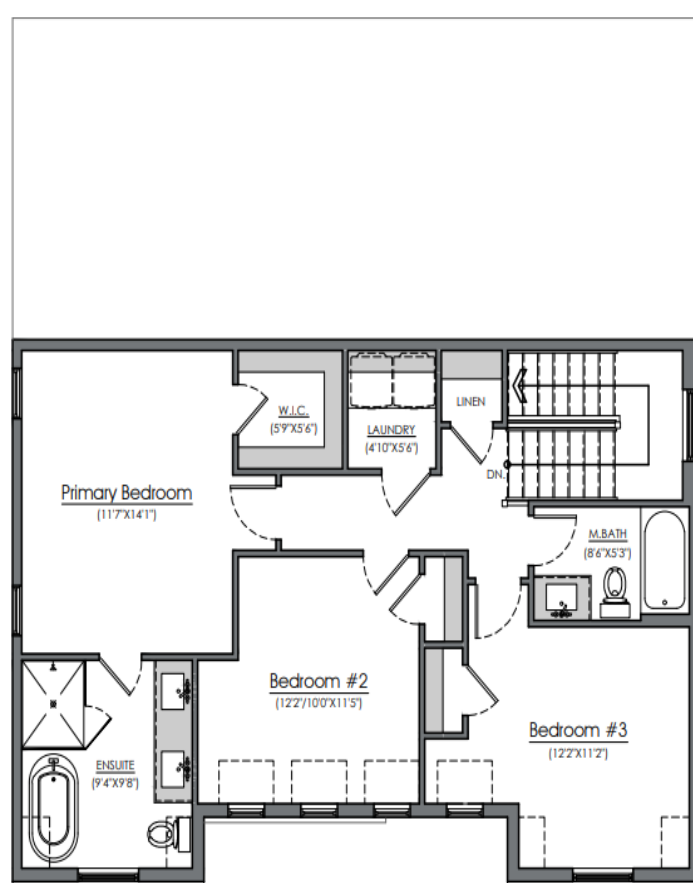 W.I.C.
(5'9"X5'6")
LINEN
LAUNDRY
(4'10"X5'6")
DN.
Primary Bedroom
(11'7"X14'1")
M.BATH
(8'6"X5'3")
Bedroom #2
(12'2"/10'0"X11'5")
Bedroom #3
(12'2"X11'2")
ENSUITE
(9'4"X9'8")